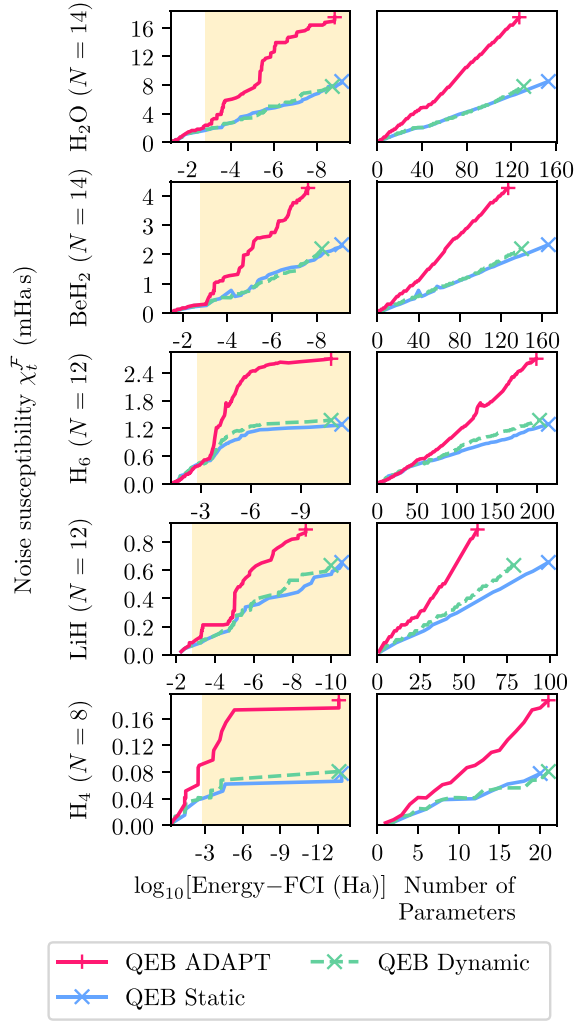 Noise susceptibility χ_t^ℱ (mHa s)
H₂O (N = 14)
16
12
8
4
0
-2 -4 -6 -8
0 40 80 120 160
BeH₂ (N = 14)
4
3
2
1
0
-2 -4 -6 -8
0 40 80 120 160
H₆ (N = 12)
2.4
1.8
1.2
0.6
0.0
-3 -6 -9
0 50 100 150 200
LiH (N = 12)
0.8
0.6
0.4
0.2
0.0
-2 -4 -6 -8 -10
0 25 50 75 100
H₄ (N = 8)
0.16
0.12
0.08
0.04
0.00
-3 -6 -9 -12
0 5 10 15 20
log₁₀[Energy−FCI (Ha)]
Number of
Parameters
QEB ADAPT
QEB Dynamic
QEB Static